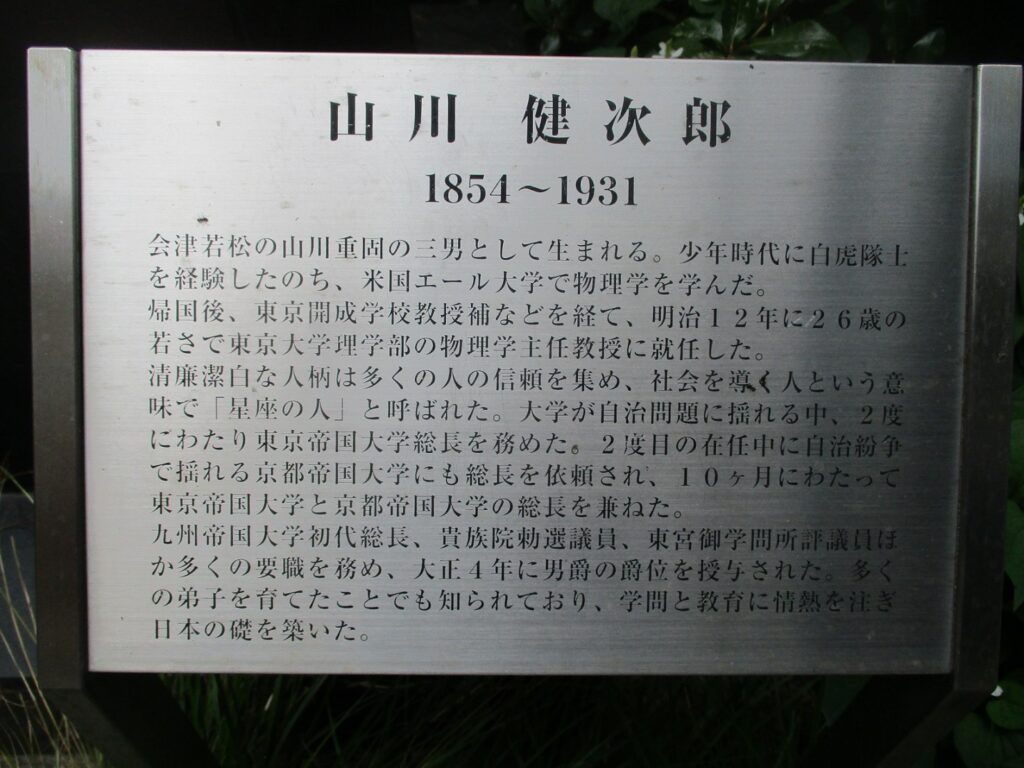 山川 健次郎
1854～1931
会津若松の山川重固の三男として生まれる。少年時代に白虎隊士
を経験したのち、米国エール大学で物理学を学んだ。
帰国後、東京開成学校教授補などを経て、明治１２年に２６歳の
若さで東京大学理学部の物理学主任教授に就任した。
清廉潔白な人柄は多くの人の信頼を集め、社会を導く人という意
味で「星座の人」と呼ばれた。大学が自治問題に揺れる中、２度
にわたり東京帝国大学総長を務めた。２度目の在任中に自治紛争
で揺れる京都帝国大学にも総長を依頼され、１０ヶ月にわたって
東京帝国大学と京都帝国大学の総長を兼ねた。
九州帝国大学初代総長、貴族院勅選議員、東宮御学問所評議員ほ
か多くの要職を務め、大正４年に男爵の爵位を授与された。多く
の弟子を育てたことでも知られており、学問と教育に情熱を注ぎ
日本の礎を築いた。